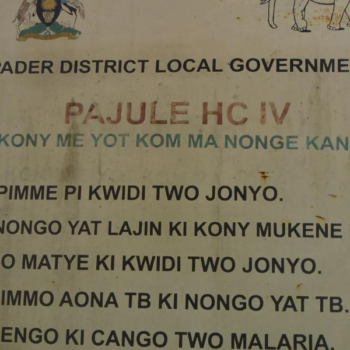 PADER DISTRICT LOCAL GOVERNME
PAJULE HC IV
KONY ME YOT KOM MA NONGE KAN
PIMME PI KWIDI TWO JONYO.
NONGO YAT LAJIN KI KONY MUKENE
O MATYE KI KWIDI TWO JONYO.
IMMO AONA TB KI NONGO YAT TB.
ENGO KI CANGO TWO MALARIA.